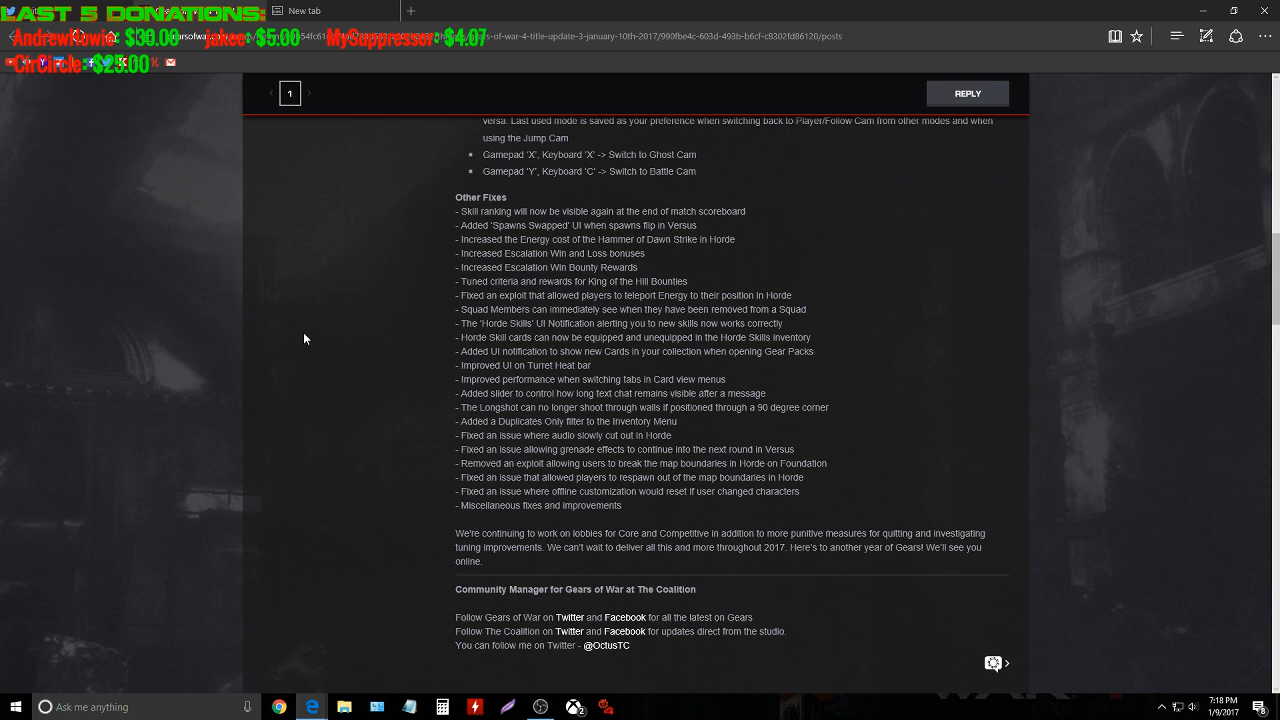 LAST 5 DONATIONS:
New tab
AndrewRowie: $30.00 jakee: $5.00 MySuppressor: $4.07
of-war-4-title-update-3-january-10th-2017/990fbe4c-603d-493b-b6cf-c8302fd86120/posts
CtrCircle: $25.00
1
REPLY
versa. Last used mode is saved as your preference when switching back to Player/Follow Cam from other modes and when
using the Jump Cam
Gamepad 'X', Keyboard 'X' -> Switch to Ghost Cam
Gamepad 'Y', Keyboard 'C' -> Switch to Battle Cam
Other Fixes
- Skill ranking will now be visible again at the end of match scoreboard
- Added 'Spawns Swapped' UI when spawns flip in Versus
- Increased the Energy cost of the Hammer of Dawn Strike in Horde
- Increased Escalation Win and Loss bonuses
- Increased Escalation Win Bounty Rewards
- Tuned criteria and rewards for King of the Hill Bounties
- Fixed an exploit that allowed players to teleport Energy to their position in Horde
- Squad Members can immediately see when they have been removed from a Squad
- The 'Horde Skills' UI Notification alerting you to new skills now works correctly
- Horde Skill cards can now be equipped and unequipped in the Horde Skills inventory
- Added UI notification to show new Cards in your collection when opening Gear Packs
- Improved UI on Turret Heat bar
- Improved performance when switching tabs in Card view menus
- Added slider to control how long text chat remains visible after a message
- The Longshot can no longer shoot through walls if positioned through a 90 degree corner
- Added a Duplicates Only filter to the Inventory Menu
- Fixed an issue where audio slowly cut out in Horde
- Fixed an issue allowing grenade effects to continue into the next round in Versus
- Removed an exploit allowing users to break the map boundaries in Horde on Foundation
- Fixed an issue that allowed players to respawn out of the map boundaries in Horde
- Fixed an issue where offline customization would reset if user changed characters
- Miscellaneous fixes and improvements
We're continuing to work on lobbies for Core and Competitive in addition to more punitive measures for quitting and investigating
tuning improvements. We can't wait to deliver all this and more throughout 2017. Here's to another year of Gears! We'll see you
online.
Community Manager for Gears of War at The Coalition
Follow Gears of War on Twitter and Facebook for all the latest on Gears
Follow The Coalition on Twitter and Facebook for updates direct from the studio.
You can follow me on Twitter - @OctusTC
Ask me anything
7:18 PM
1/9/2017